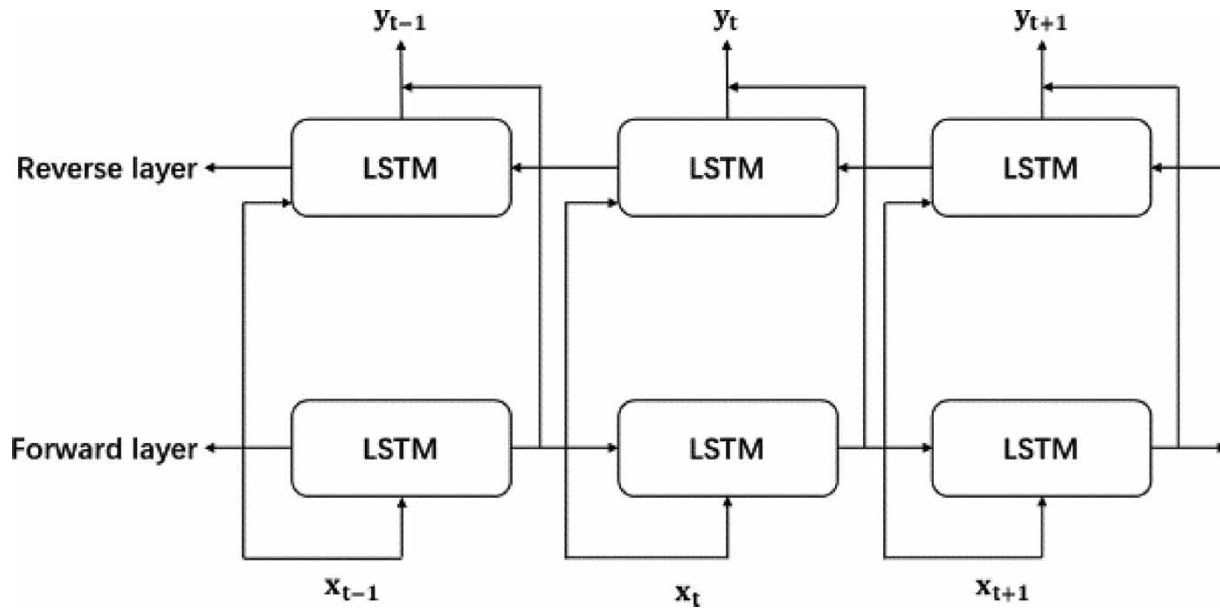 y_{t−1} y_t y_{t+1}
Reverse layer LSTM LSTM LSTM
Forward layer LSTM LSTM LSTM
x_{t−1} x_t x_{t+1}